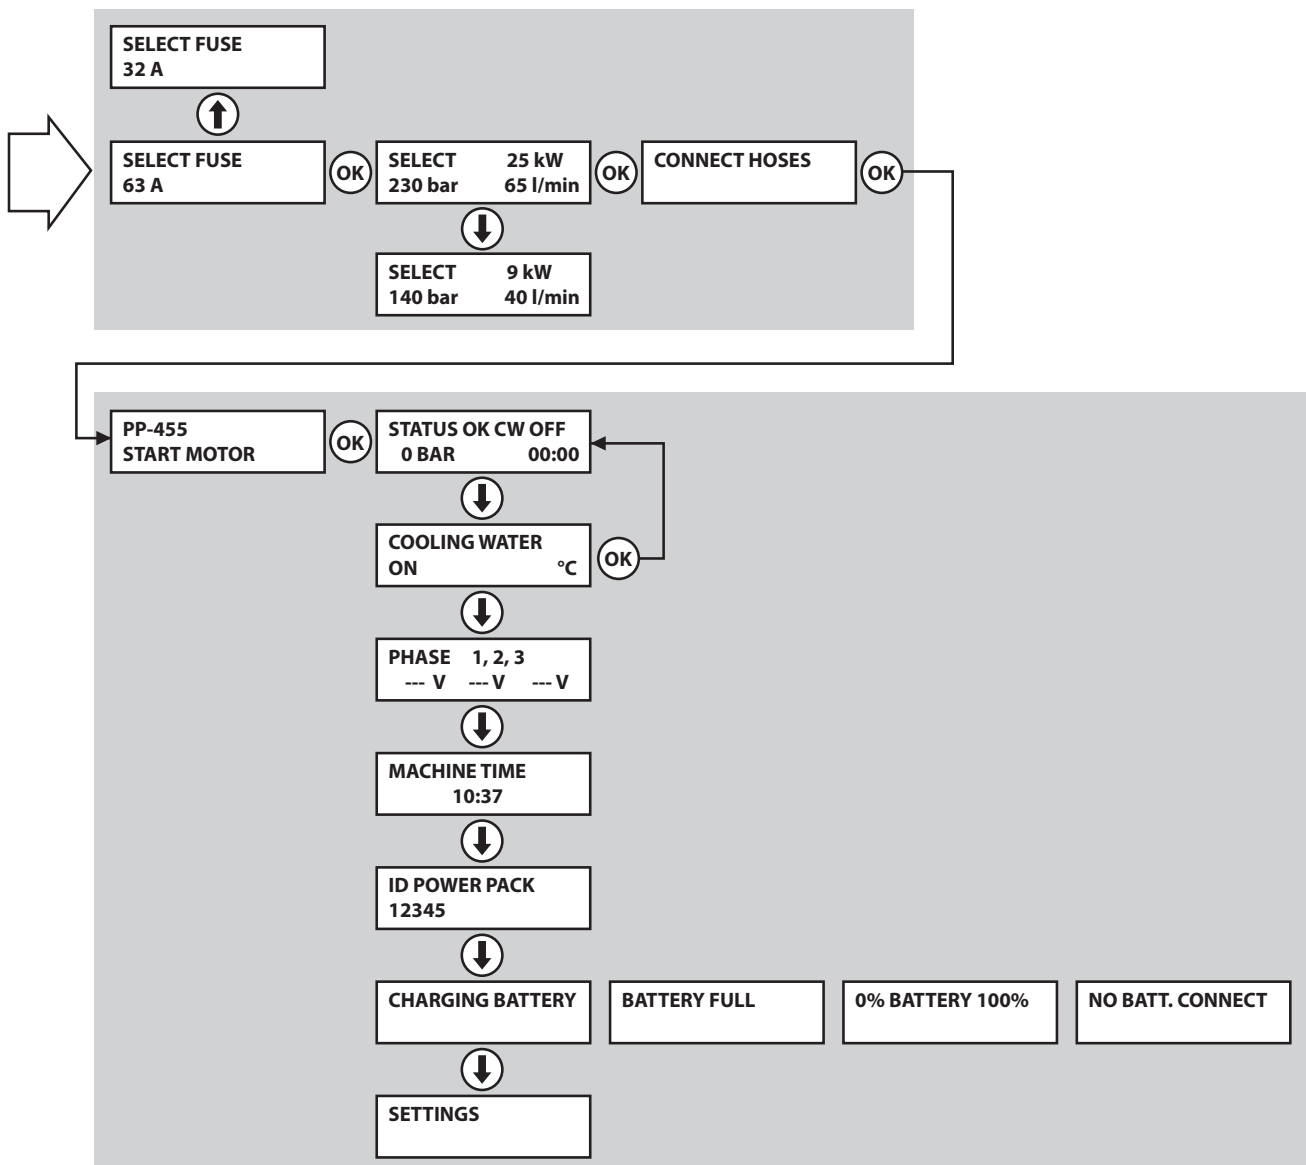 SELECT FUSE
32 A
SELECT FUSE
63 A
OK
SELECT 25 kW
230 bar 65 l/min
OK
CONNECT HOSES
OK
SELECT 9 kW
140 bar 40 l/min
PP-455
START MOTOR
OK
STATUS OK CW OFF
0 BAR 00:00
COOLING WATER
ON °C
OK
PHASE 1, 2, 3
--- V --- V --- V
MACHINE TIME
10:37
ID POWER PACK
12345
CHARGING BATTERY
BATTERY FULL
0% BATTERY 100%
NO BATT. CONNECT
SETTINGS